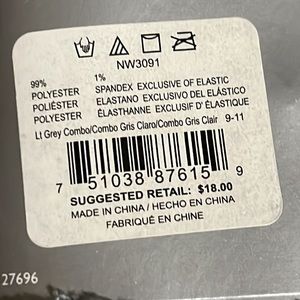 NW3091
99% 1%
POLYESTER SPANDEX EXCLUSIVE OF ELASTIC
POLIÉSTER ELASTANO EXCLUSIVO DEL ELÁSTICO
POLYESTER ÉLASTHANNE EXCLUSIF D'ÉLASTIQUE
Lt Grey Combo/Combo Gris Claro/Combo Gris Clair 9-11
7 51038 87615 9
SUGGESTED RETAIL: $18.00
MADE IN CHINA / HECHO EN CHINA
FABRIQUÉ EN CHINE
27696